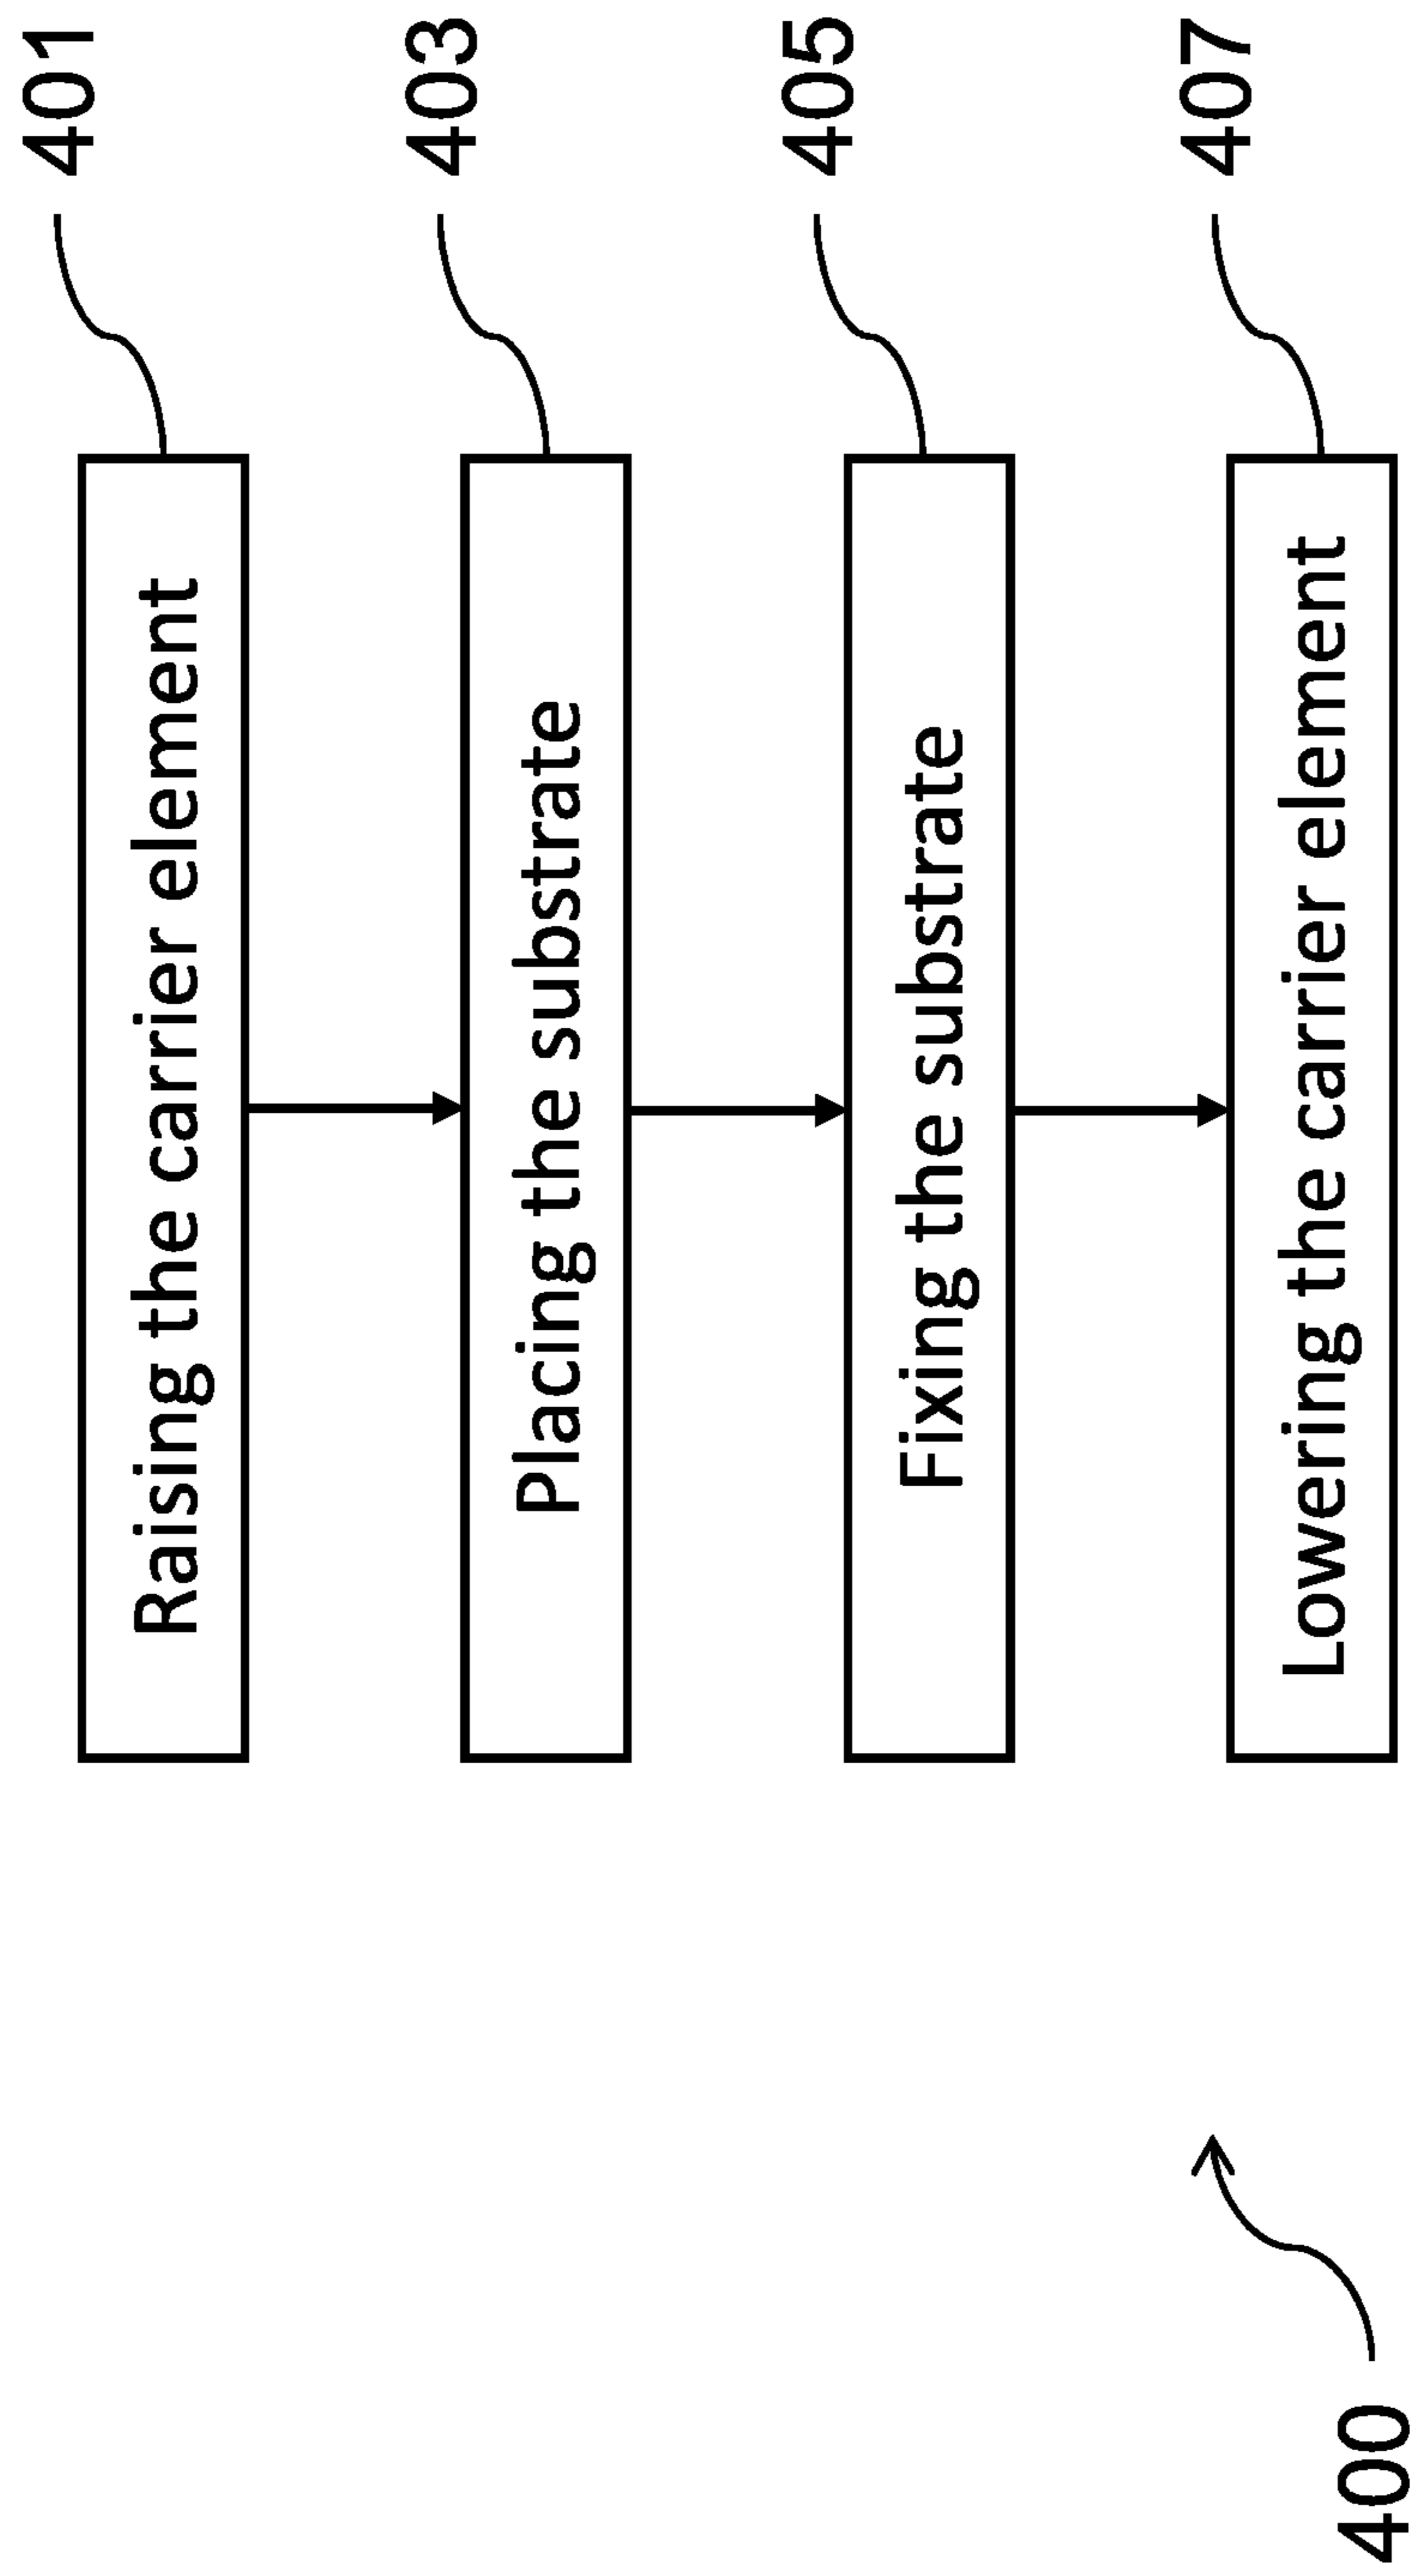 Raising the carrier element
401
Placing the substrate
403
Fixing the substrate
405
Lowering the carrier element
407
400